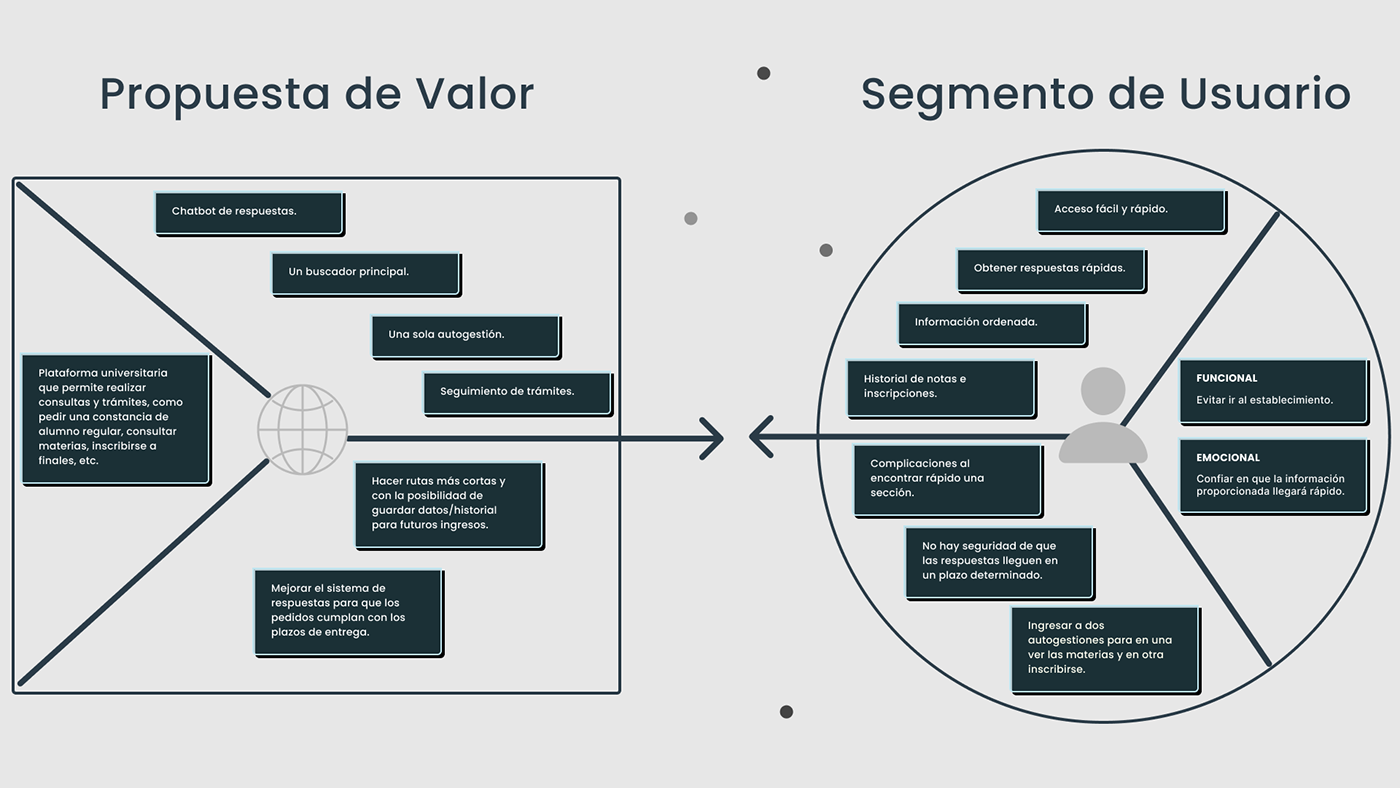 Propuesta de Valor
Chatbot de respuestas.
Un buscador principal.
Una sola autogestión.
Seguimiento de trámites.
Plataforma universitaria
que permite realizar
consultas y trámites, como
pedir una constancia de
alumno regular, consultar
materias, inscribirse a
finales, etc.
Hacer rutas más cortas y
con la posibilidad de
guardar datos/historial
para futuros ingresos.
Mejorar el sistema de
respuestas para que los
pedidos cumplan con los
plazos de entrega.
Segmento de Usuario
Acceso fácil y rápido.
Obtener respuestas rápidas.
Información ordenada.
Historial de notas e
inscripciones.
Complicaciones al
encontrar rápido una
sección.
No hay seguridad de que
las respuestas lleguen en
un plazo determinado.
Ingresar a dos
autogestiones para en una
ver las materias y en otra
inscribirse.
FUNCIONAL
Evitar ir al establecimiento.
EMOCIONAL
Confiar en que la información
proporcionada llegará rápido.